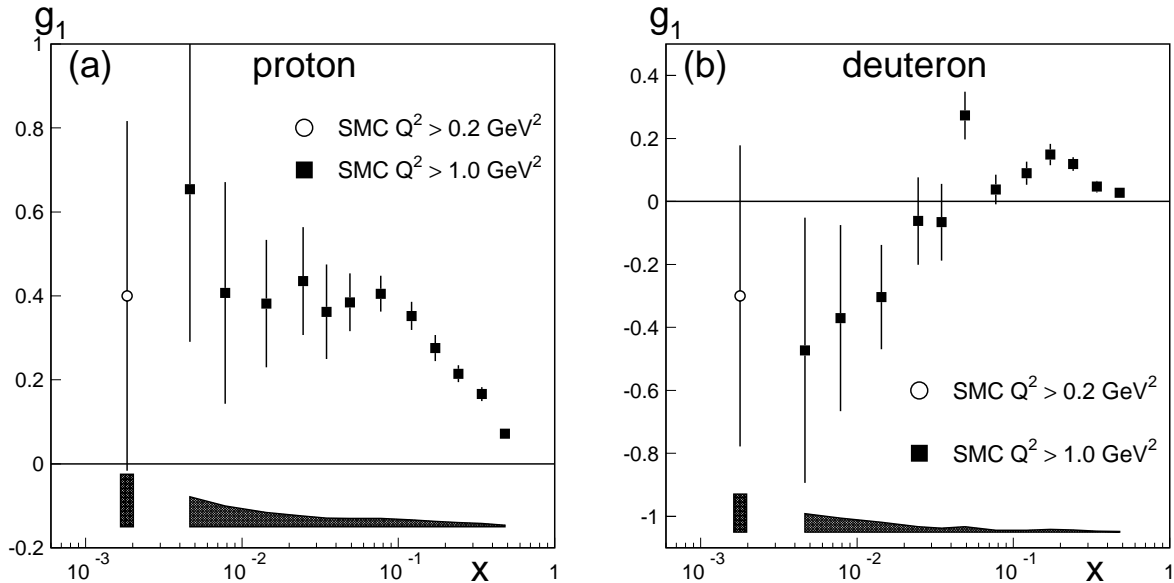 g₁
(a) proton
SMC Q² > 0.2 GeV²
SMC Q² > 1.0 GeV²
1
0.8
0.6
0.4
0.2
0
-0.2
10⁻³ 10⁻² 10⁻¹ x 1
g₁
(b) deuteron
0.4
0.2
0
-0.2
-0.4
-0.6
-0.8
-1
SMC Q² > 0.2 GeV²
SMC Q² > 1.0 GeV²
10⁻³ 10⁻² 10⁻¹ x 1